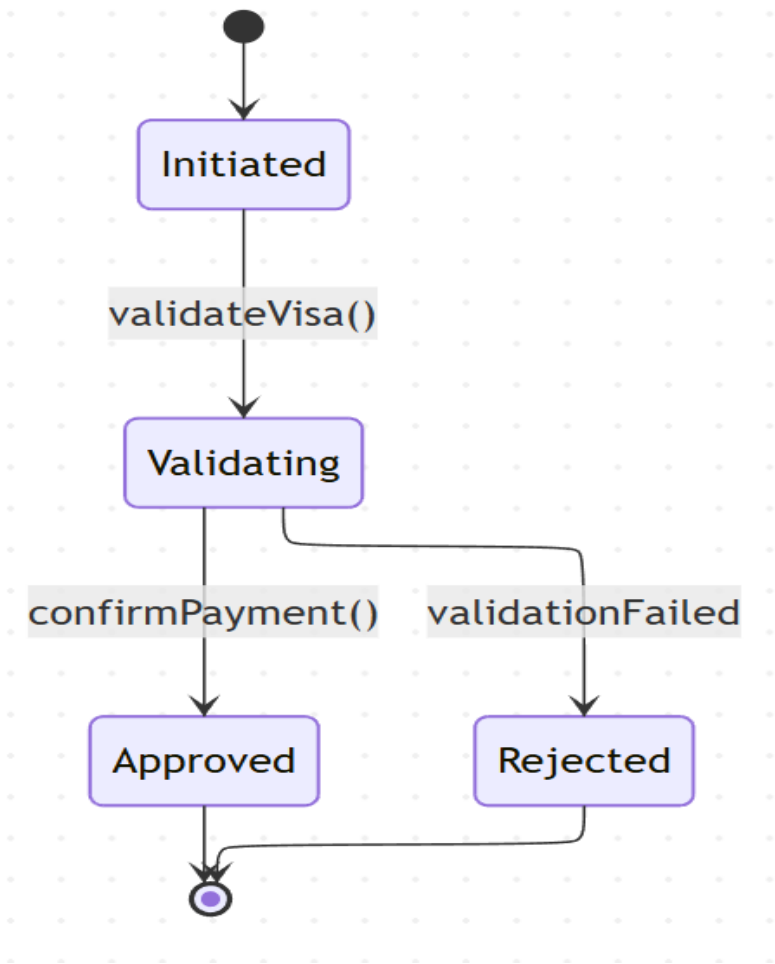 Initiated
validateVisa()
Validating
confirmPayment()
validationFailed
Approved
Rejected